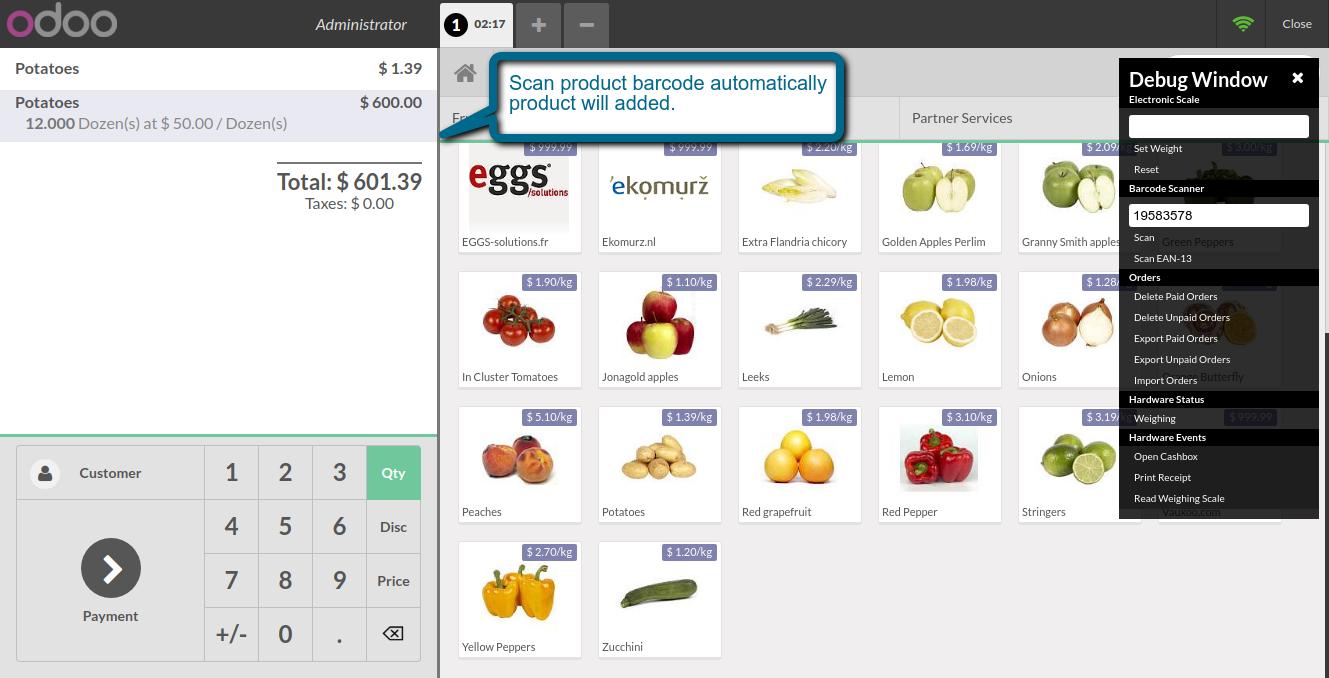 odoo
Administrator
1 02:17
+
−
Close
Potatoes $ 1.39
Potatoes $ 600.00
12.000 Dozen(s) at $ 50.00 / Dozen(s)
Total: $ 601.39
Taxes: $ 0.00
Customer
1 2 3 Qty
4 5 6 Disc
7 8 9 Price
+/- 0 .
Payment
Scan product barcode automatically
product will added.
Partner Services
$ 999.99
eggs
/solutions
EGGS-solutions.fr
$ 999.99
ekomurž
Ekomurz.nl
$ 2.20/kg
Extra Flandria chicory
$ 1.69/kg
Golden Apples Perlim
$ 2.09/kg
Granny Smith apples
$ 3.00/kg
Green Peppers
$ 1.90/kg
In Cluster Tomatoes
$ 1.10/kg
Jonagold apples
$ 2.29/kg
Leeks
$ 1.98/kg
Lemon
$ 1.28/
Onions
Butterfly
$ 5.10/kg
Peaches
$ 1.39/kg
Potatoes
$ 1.98/kg
Red grapefruit
$ 3.10/kg
Red Pepper
$ 3.19/
Stringers
$ 999.99
Vauxoo.com
$ 2.70/kg
Yellow Peppers
$ 1.20/kg
Zucchini
Debug Window
Electronic Scale
Set Weight
Reset
Barcode Scanner
19583578
Scan
Scan EAN-13
Orders
Delete Paid Orders
Delete Unpaid Orders
Export Paid Orders
Export Unpaid Orders
Import Orders
Hardware Status
Weighing
Hardware Events
Open Cashbox
Print Receipt
Read Weighing Scale